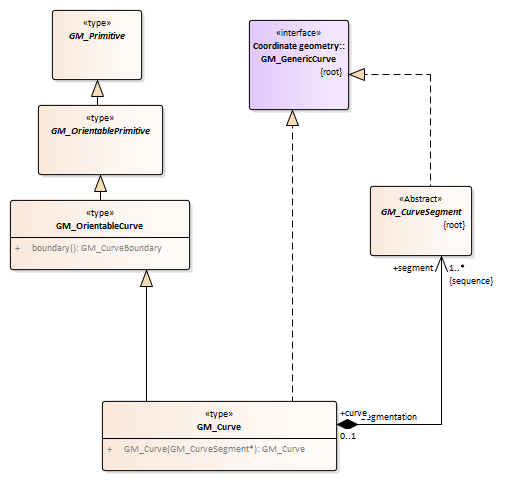 «type»
GM_Primitive
«interface»
Coordinate geometry::
GM_GenericCurve
{root}
«type»
GM_OrientablePrimitive
«Abstract»
GM_CurveSegment
{root}
«type»
GM_OrientableCurve
+ boundary(): GM_CurveBoundary
+segment 1..*
{sequence}
«type»
GM_Curve
+ GM_Curve(GM_CurveSegment*): GM_Curve
+curve
0..1